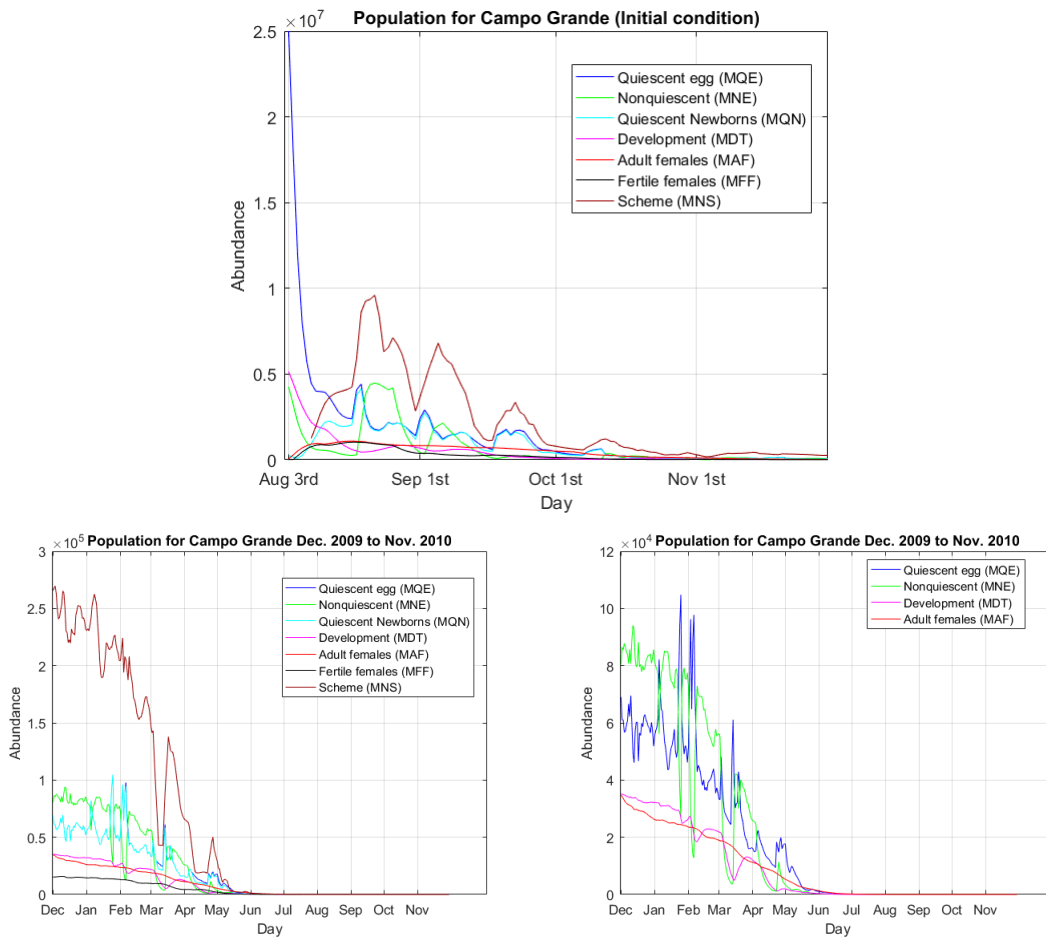 Population for Campo Grande (Initial condition)
×10⁷
2.5
2
1.5
1
0.5
0
Abundance
Quiescent egg (MQE)
Nonquiescent (MNE)
Quiescent Newborns (MQN)
Development (MDT)
Adult females (MAF)
Fertile females (MFF)
Scheme (MNS)
Aug 3rd Sep 1st Oct 1st Nov 1st
Day
×10⁵ Population for Campo Grande Dec. 2009 to Nov. 2010
3
2.5
2
1.5
1
0.5
0
Abundance
Quiescent egg (MQE)
Nonquiescent (MNE)
Quiescent Newborns (MQN)
Development (MDT)
Adult females (MAF)
Fertile females (MFF)
Scheme (MNS)
Dec Jan Feb Mar Apr May Jun Jul Aug Sep Oct Nov
Day
×10⁴ Population for Campo Grande Dec. 2009 to Nov. 2010
12
10
8
6
4
2
0
Abundance
Quiescent egg (MQE)
Nonquiescent (MNE)
Development (MDT)
Adult females (MAF)
Dec Jan Feb Mar Apr May Jun Jul Aug Sep Oct Nov
Day